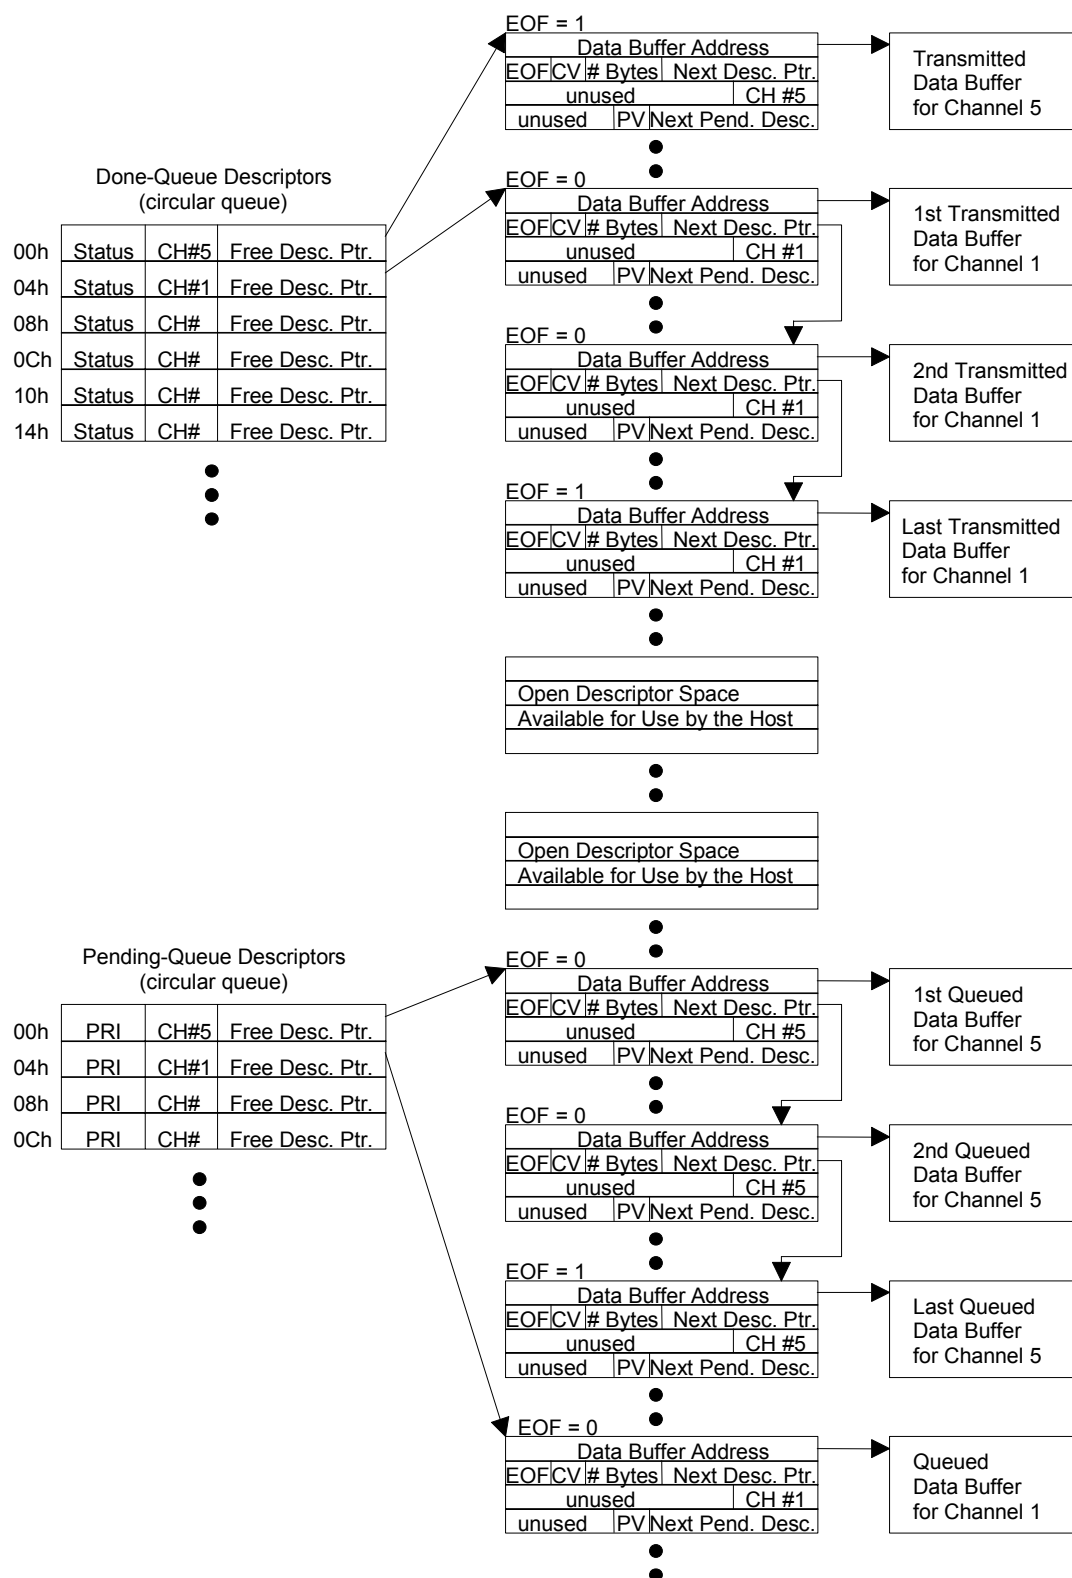 EOF = 1
Data Buffer Address
EOF CV # Bytes Next Desc. Ptr.
unused CH #5
unused PV Next Pend. Desc.
Transmitted
Data Buffer
for Channel 5
Done-Queue Descriptors
(circular queue)
00h Status CH#5 Free Desc. Ptr.
04h Status CH#1 Free Desc. Ptr.
08h Status CH# Free Desc. Ptr.
0Ch Status CH# Free Desc. Ptr.
10h Status CH# Free Desc. Ptr.
14h Status CH# Free Desc. Ptr.
EOF = 0
Data Buffer Address
EOF CV # Bytes Next Desc. Ptr.
unused CH #1
unused PV Next Pend. Desc.
1st Transmitted
Data Buffer
for Channel 1
EOF = 0
Data Buffer Address
EOF CV # Bytes Next Desc. Ptr.
unused CH #1
unused PV Next Pend. Desc.
2nd Transmitted
Data Buffer
for Channel 1
EOF = 1
Data Buffer Address
EOF CV # Bytes Next Desc. Ptr.
unused CH #1
unused PV Next Pend. Desc.
Last Transmitted
Data Buffer
for Channel 1
Open Descriptor Space
Available for Use by the Host
Open Descriptor Space
Available for Use by the Host
Pending-Queue Descriptors
(circular queue)
00h PRI CH#5 Free Desc. Ptr.
04h PRI CH#1 Free Desc. Ptr.
08h PRI CH# Free Desc. Ptr.
0Ch PRI CH# Free Desc. Ptr.
EOF = 0
Data Buffer Address
EOF CV # Bytes Next Desc. Ptr.
unused CH #5
unused PV Next Pend. Desc.
1st Queued
Data Buffer
for Channel 5
EOF = 0
Data Buffer Address
EOF CV # Bytes Next Desc. Ptr.
unused CH #5
unused PV Next Pend. Desc.
2nd Queued
Data Buffer
for Channel 5
EOF = 1
Data Buffer Address
EOF CV # Bytes Next Desc. Ptr.
unused CH #5
unused PV Next Pend. Desc.
Last Queued
Data Buffer
for Channel 5
EOF = 0
Data Buffer Address
EOF CV # Bytes Next Desc. Ptr.
unused CH #1
unused PV Next Pend. Desc.
Queued
Data Buffer
for Channel 1